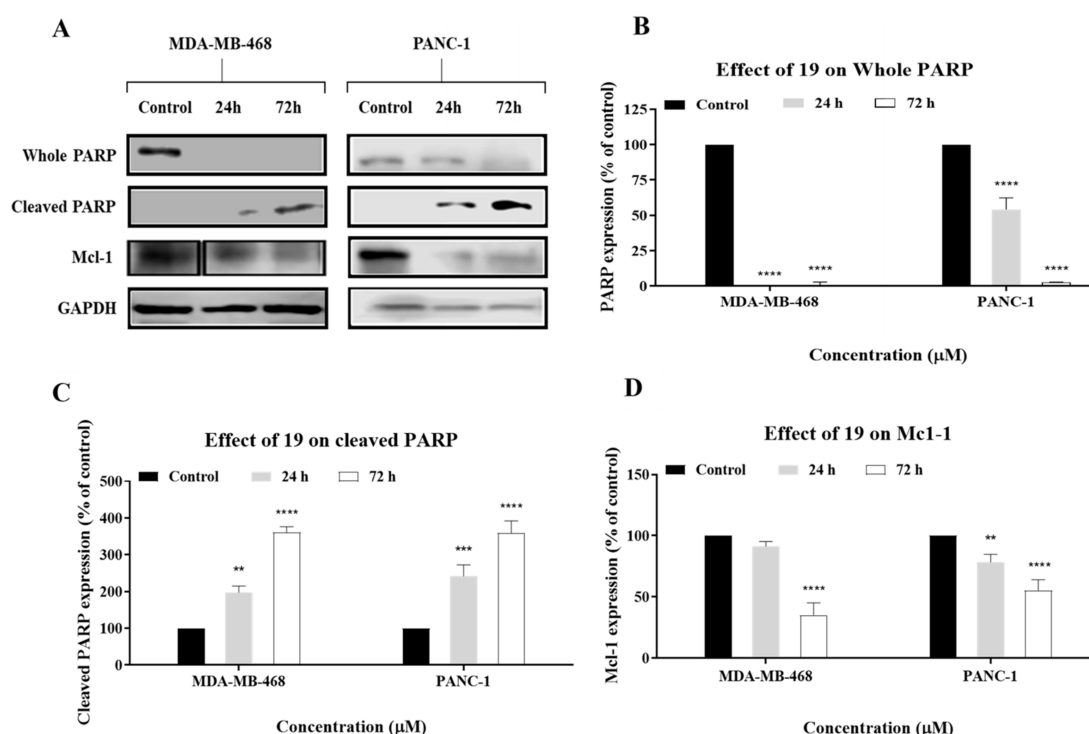 A
MDA-MB-468 PANC-1
Control 24h 72h Control 24h 72h
Whole PARP
Cleaved PARP
Mcl-1
GAPDH
B
Effect of 19 on Whole PARP
Control 24 h 72 h
PARP expression (% of control)
125
100
75
50
25
0
**** **** **** ****
MDA-MB-468 PANC-1
Concentration (μM)
C
Effect of 19 on cleaved PARP
Control 24 h 72 h
Cleaved PARP expression (% of control)
500
400
300
200
100
0
** **** *** ****
MDA-MB-468 PANC-1
Concentration (μM)
D
Effect of 19 on Mc1-1
Control 24 h 72 h
Mcl-1 expression (% of control)
150
100
50
0
**** ** ****
MDA-MB-468 PANC-1
Concentration (μM)